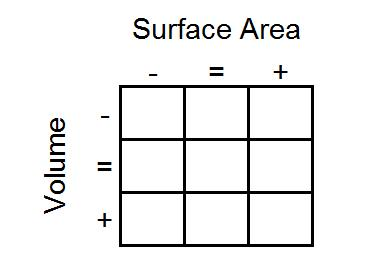 Surface Area
- = +
Volume
-
=
+